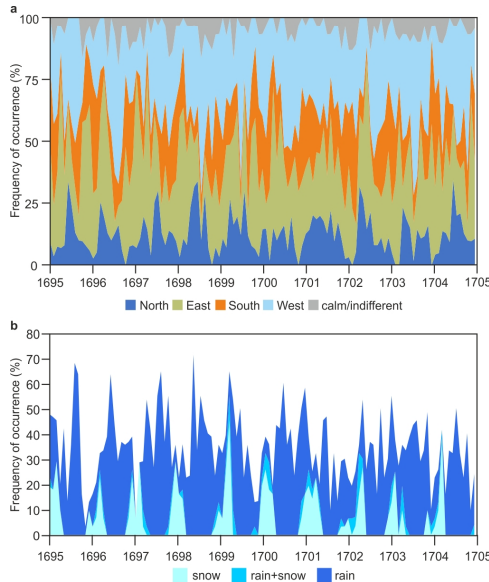 a
100
75
50
25
0
Frequency of occurrence (%)
1695 1696 1697 1698 1699 1700 1701 1702 1703 1704 1705
North East South West calm/indifferent
b
80
70
60
50
40
30
20
10
0
Frequency of occurrence (%)
1695 1696 1697 1698 1699 1700 1701 1702 1703 1704 1705
snow rain+snow rain